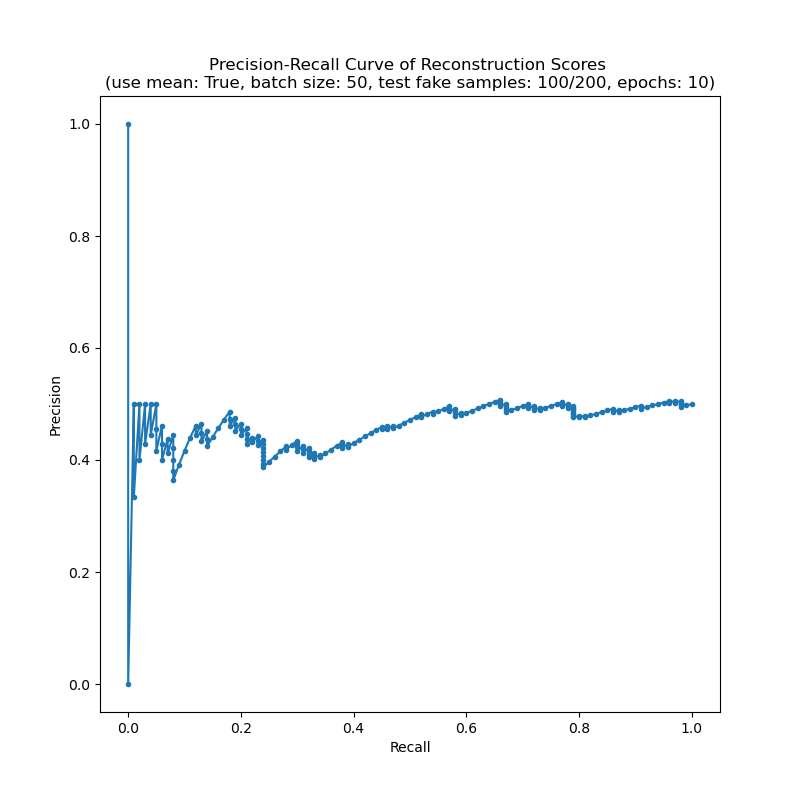 Precision-Recall Curve of Reconstruction Scores
(use mean: True, batch size: 50, test fake samples: 100/200, epochs: 10)
1.0
0.8
0.6
0.4
0.2
0.0
Precision
0.0 0.2 0.4 0.6 0.8 1.0
Recall